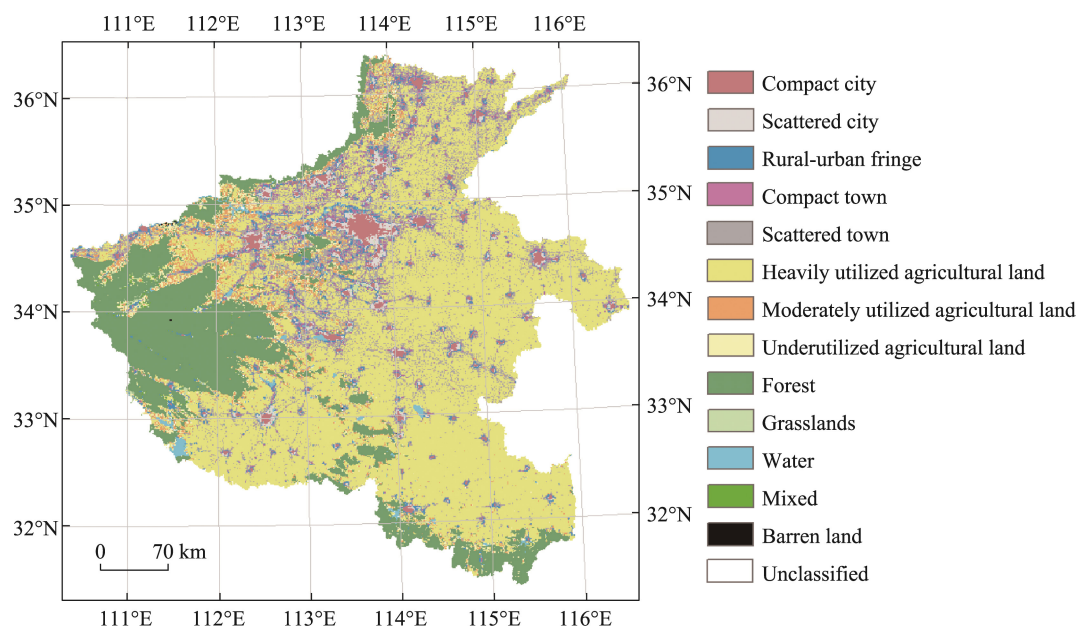 111°E 112°E 113°E 114°E 115°E 116°E
36°N
35°N
34°N
33°N
32°N
36°N
35°N
34°N
33°N
32°N
0 70 km
111°E 112°E 113°E 114°E 115°E 116°E
Compact city
Scattered city
Rural-urban fringe
Compact town
Scattered town
Heavily utilized agricultural land
Moderately utilized agricultural land
Underutilized agricultural land
Forest
Grasslands
Water
Mixed
Barren land
Unclassified